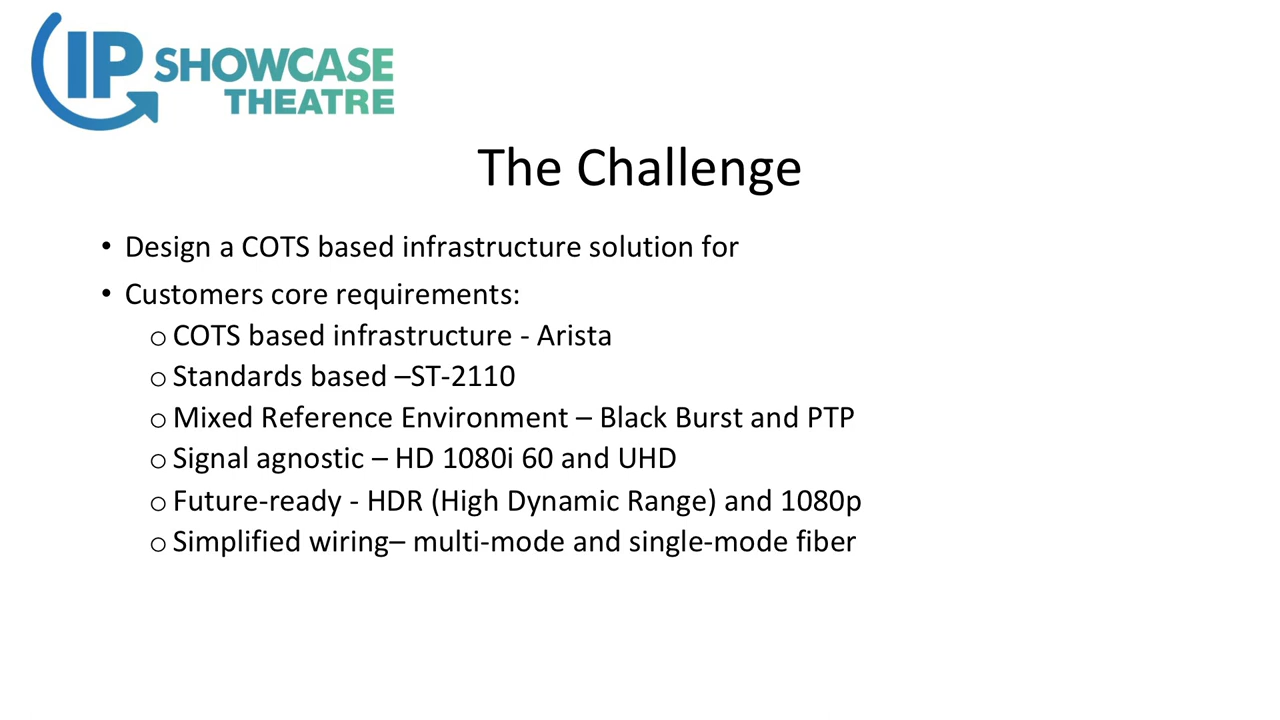 IP SHOWCASE
THEATRE
The Challenge
• Design a COTS based infrastructure solution for
• Customers core requirements:
o COTS based infrastructure - Arista
o Standards based –ST-2110
o Mixed Reference Environment – Black Burst and PTP
o Signal agnostic – HD 1080i 60 and UHD
o Future-ready - HDR (High Dynamic Range) and 1080p
o Simplified wiring– multi-mode and single-mode fiber